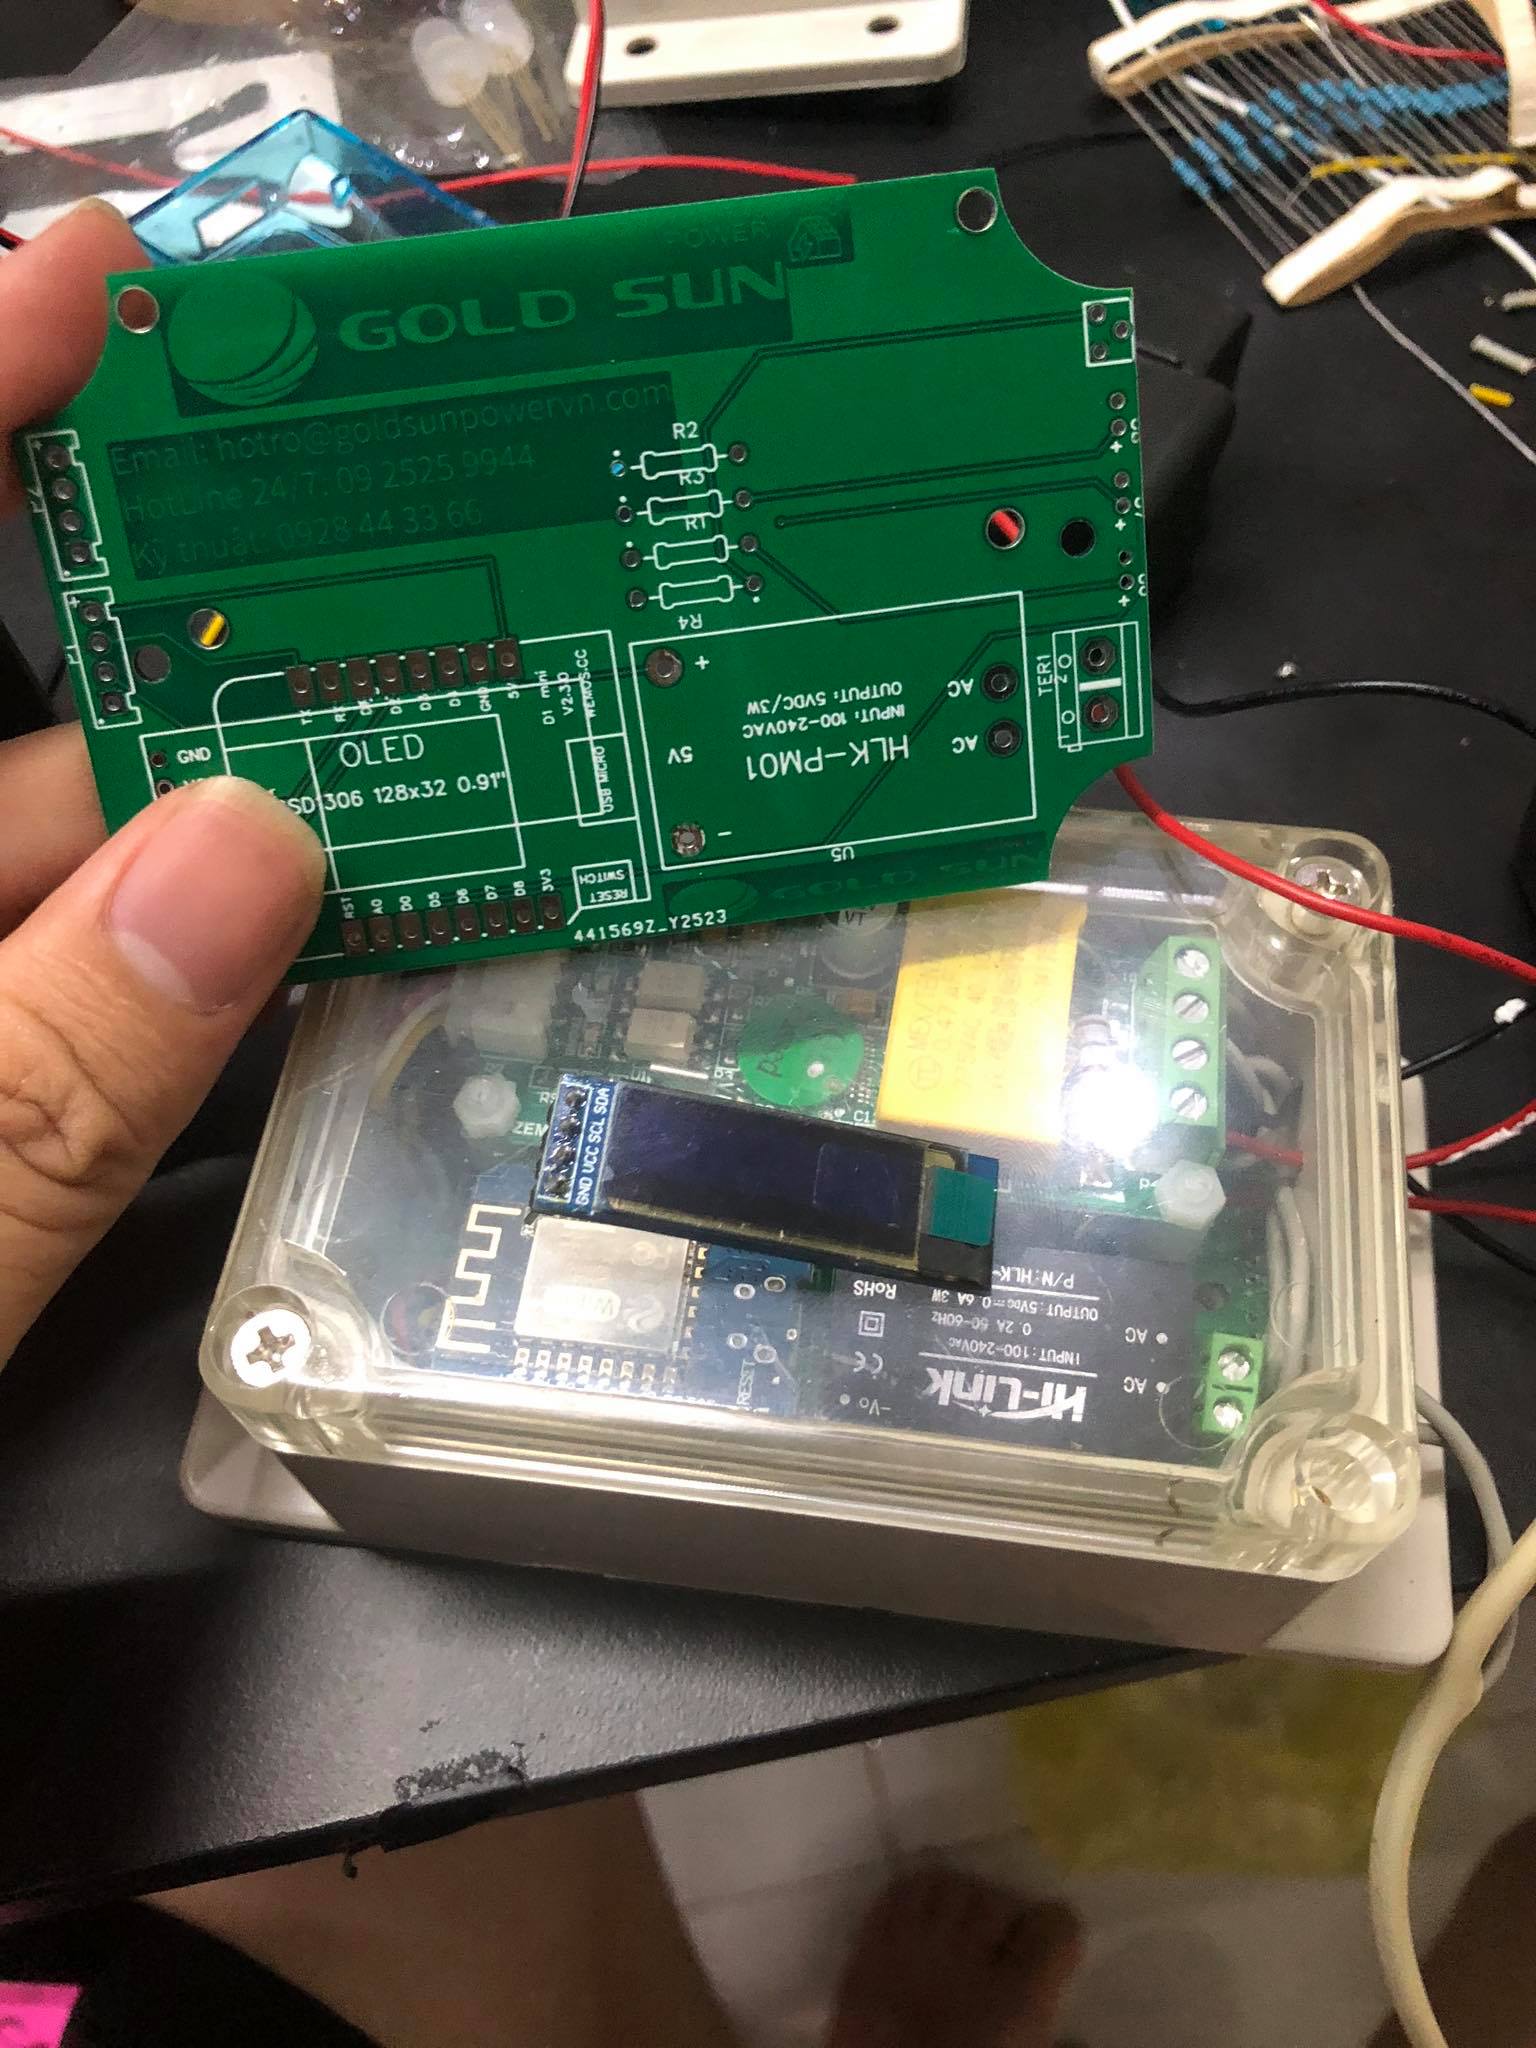 POWER
GOLD SUN
Email: hotro@goldsunpowervn.com
HotLine 24/7: 09 2525 9944
Kỹ thuật: 0928 44 33 66
R2
R3
R1
R4
+
AC
AC
OUTPUT: 5VDC/3W
INPUT: 100-240VAC
HLK-PM01
5V
-
U5
TER1
GND
5V
D1 mini
V2.3.0
WEMOS.CC
GND
OLED
SSD1306 128x32 0.91"
USB MICRO
RESET
SWITCH
RST
A0
D0
D5
D6
D7
D8
3V3
GOLD SUN
441569Z_Y2523
GND VCC SCL SDA
C1
RoHS
P/N: HLK-
OUTPUT: 5VDC 0.6A 3W
0.2A 50-60Hz
INPUT: 100-240VAC
Hi-Link
AC
AC
-Vo
CE
RESET